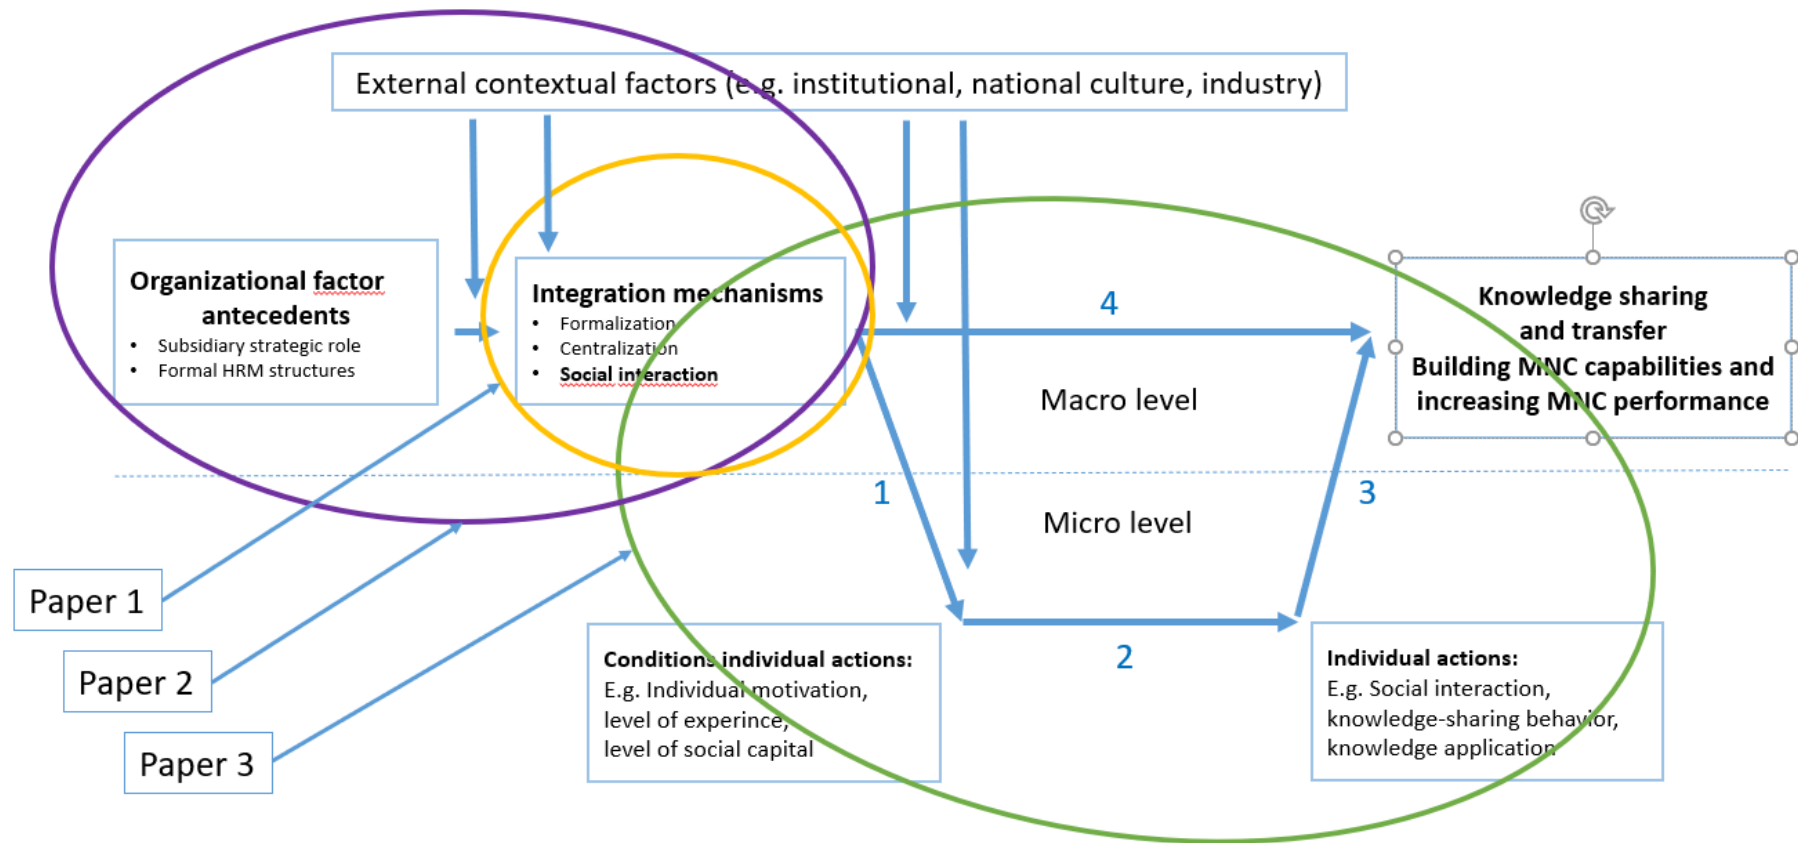 External contextual factors (e.g. institutional, national culture, industry)
Organizational factor
antecedents
• Subsidiary strategic role
• Formal HRM structures
Integration mechanisms
• Formalization
• Centralization
• Social interaction
4
Knowledge sharing
and transfer
Building MNC capabilities and
increasing MNC performance
Macro level
1
3
Micro level
Paper 1
Paper 2
Paper 3
2
Conditions individual actions:
E.g. Individual motivation,
level of experince,
level of social capital
Individual actions:
E.g. Social interaction,
knowledge-sharing behavior,
knowledge application